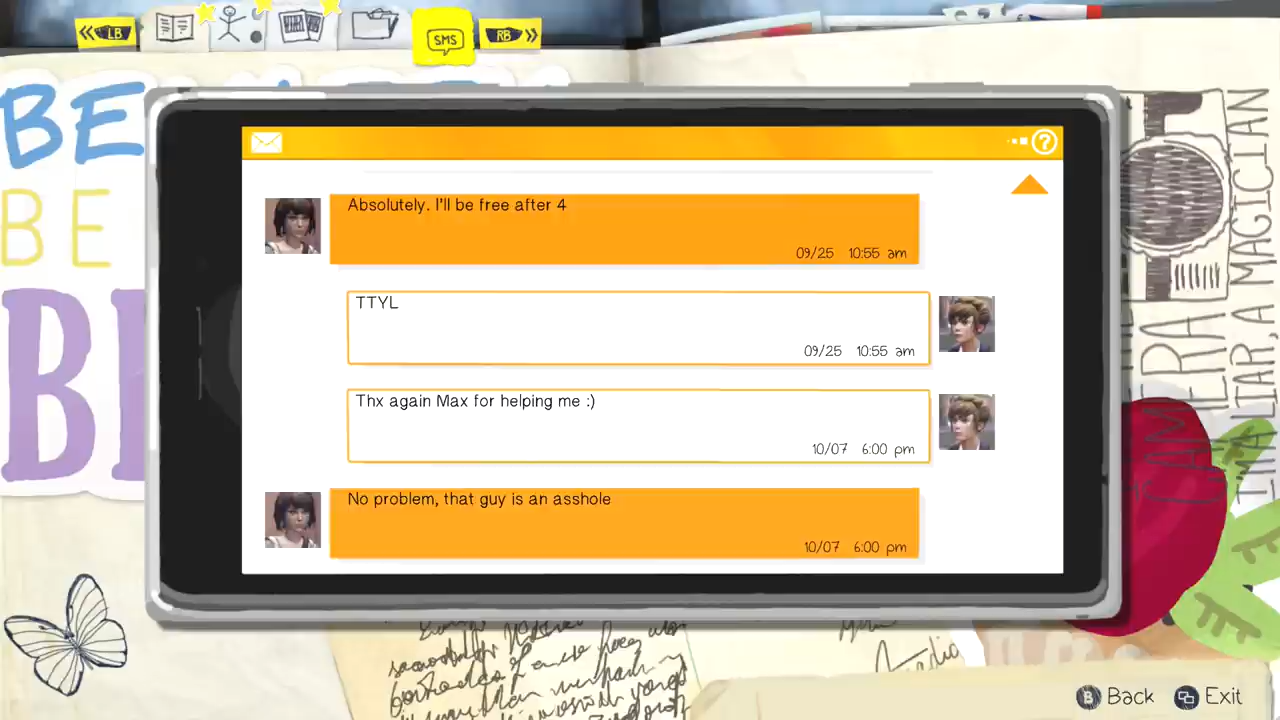 LB
SMS
RB
?
Absolutely. I'll be free after 4
09/25 10:55 am
TTYL
09/25 10:55 am
Thx again Max for helping me :)
10/07 6:00 pm
No problem, that guy is an asshole
10/07 6:00 pm
BE
BE
CAMERA
LIAR, A MAGICIAN
B Back
Exit